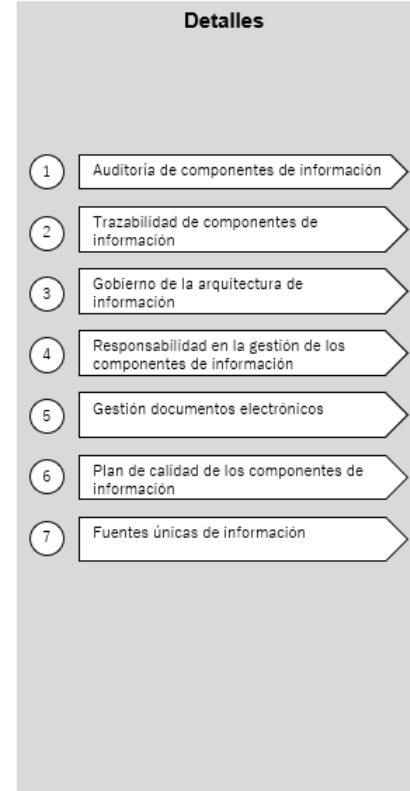 Detalles
1
Auditoría de componentes de información
2
Trazabilidad de componentes de
información
3
Gobierno de la arquitectura de
información
4
Responsabilidad en la gestión de los
componentes de información
5
Gestión documentos electrónicos
6
Plan de calidad de los componentes de
información
7
Fuentes únicas de información